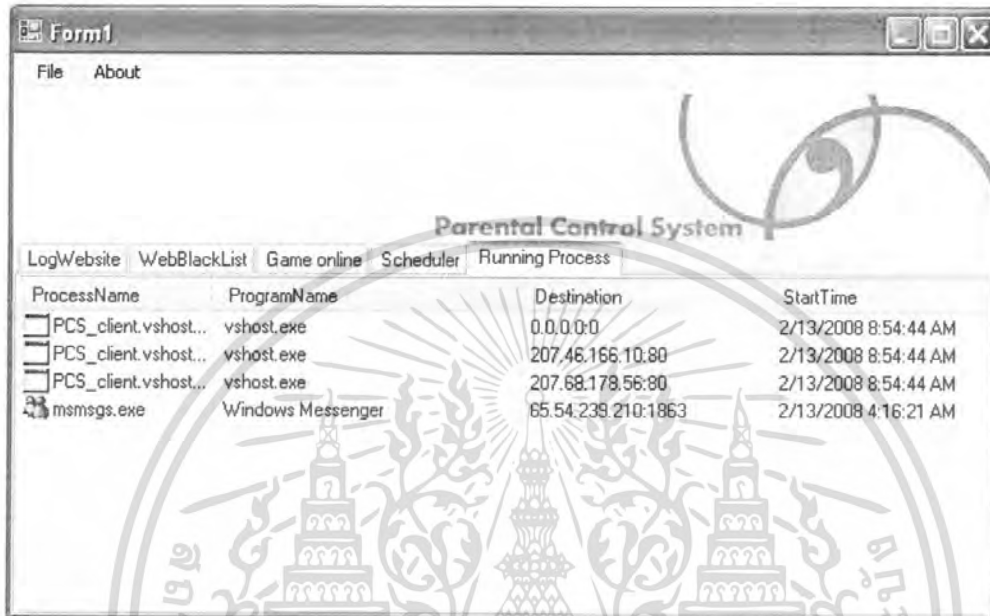 Form1
File About
Parental Control System
LogWebsite WebBlackList Game online Scheduler Running Process
ProcessName ProgramName Destination StartTime
PCS_client.vshost... vshost.exe 0.0.0.0:0 2/13/2008 8:54:44 AM
PCS_client.vshost... vshost.exe 207.46.166.10:80 2/13/2008 8:54:44 AM
PCS_client.vshost... vshost.exe 207.68.178.56:80 2/13/2008 8:54:44 AM
msmsgs.exe Windows Messenger 65.54.239.210:1863 2/13/2008 4:16:21 AM